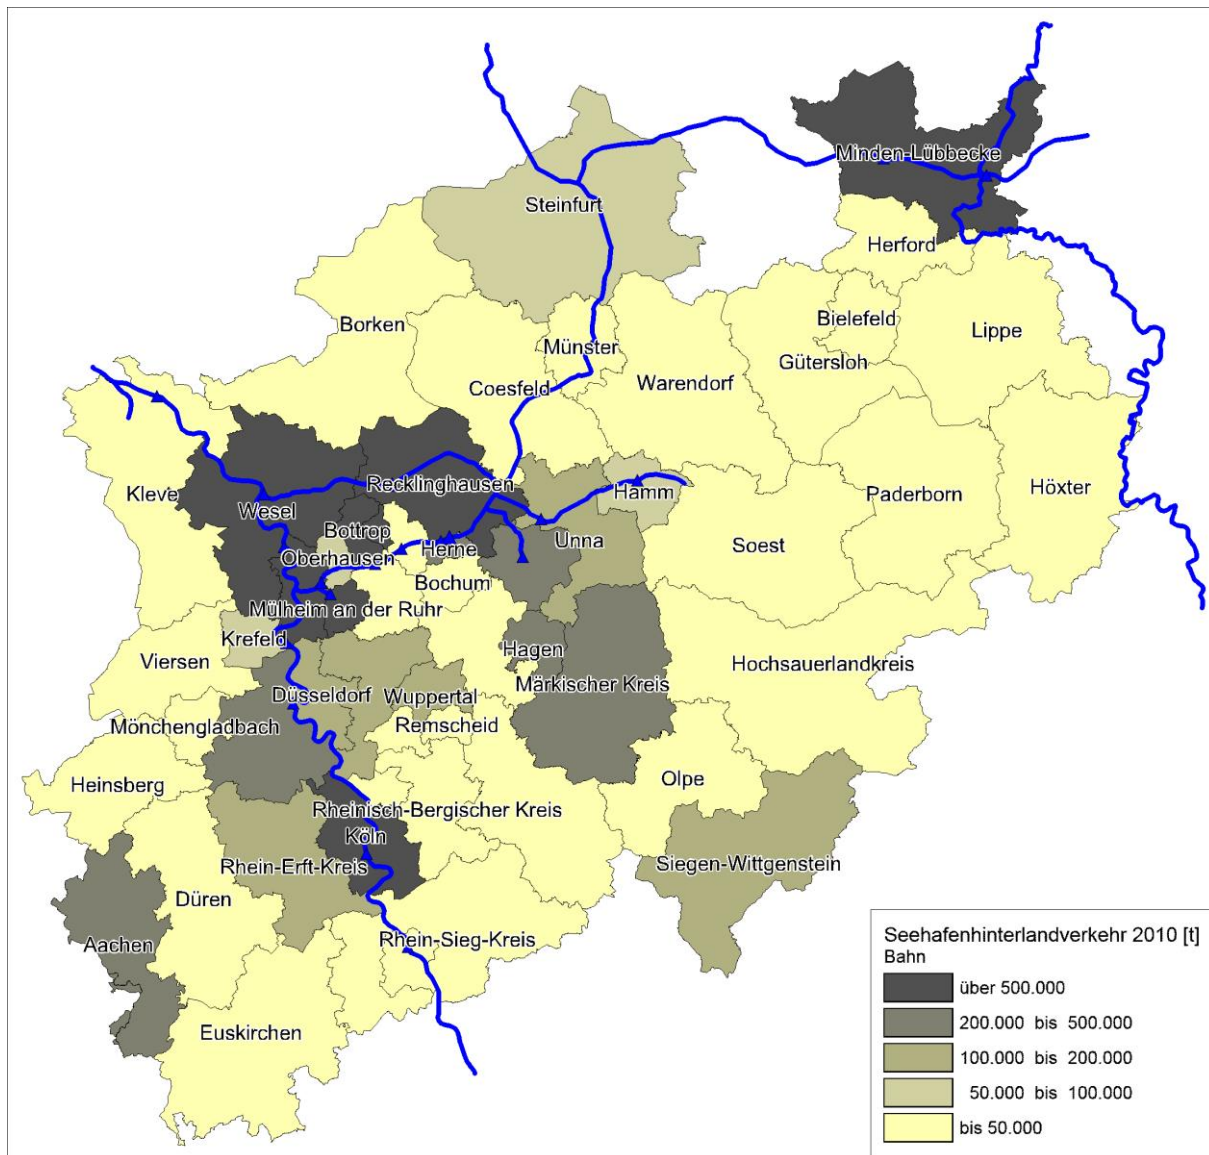 Minden-Lübbecke
Steinfurt
Herford
Borken
Bielefeld
Lippe
Münster
Gütersloh
Coesfeld
Warendorf
Kleve
Recklinghausen
Hamm
Paderborn
Höxter
Wesel
Bottrop
Oberhausen
Herne
Unna
Soest
Bochum
Mülheim an der Ruhr
Krefeld
Viersen
Hagen
Hochsauerlandkreis
Märkischer Kreis
Düsseldorf
Wuppertal
Mönchengladbach
Remscheid
Heinsberg
Olpe
Rheinisch-Bergischer Kreis
Köln
Rhein-Erft-Kreis
Siegen-Wittgenstein
Düren
Aachen
Rhein-Sieg-Kreis
Euskirchen
Seehafenhinterlandverkehr 2010 [t]
Bahn
über 500.000
200.000 bis 500.000
100.000 bis 200.000
50.000 bis 100.000
bis 50.000